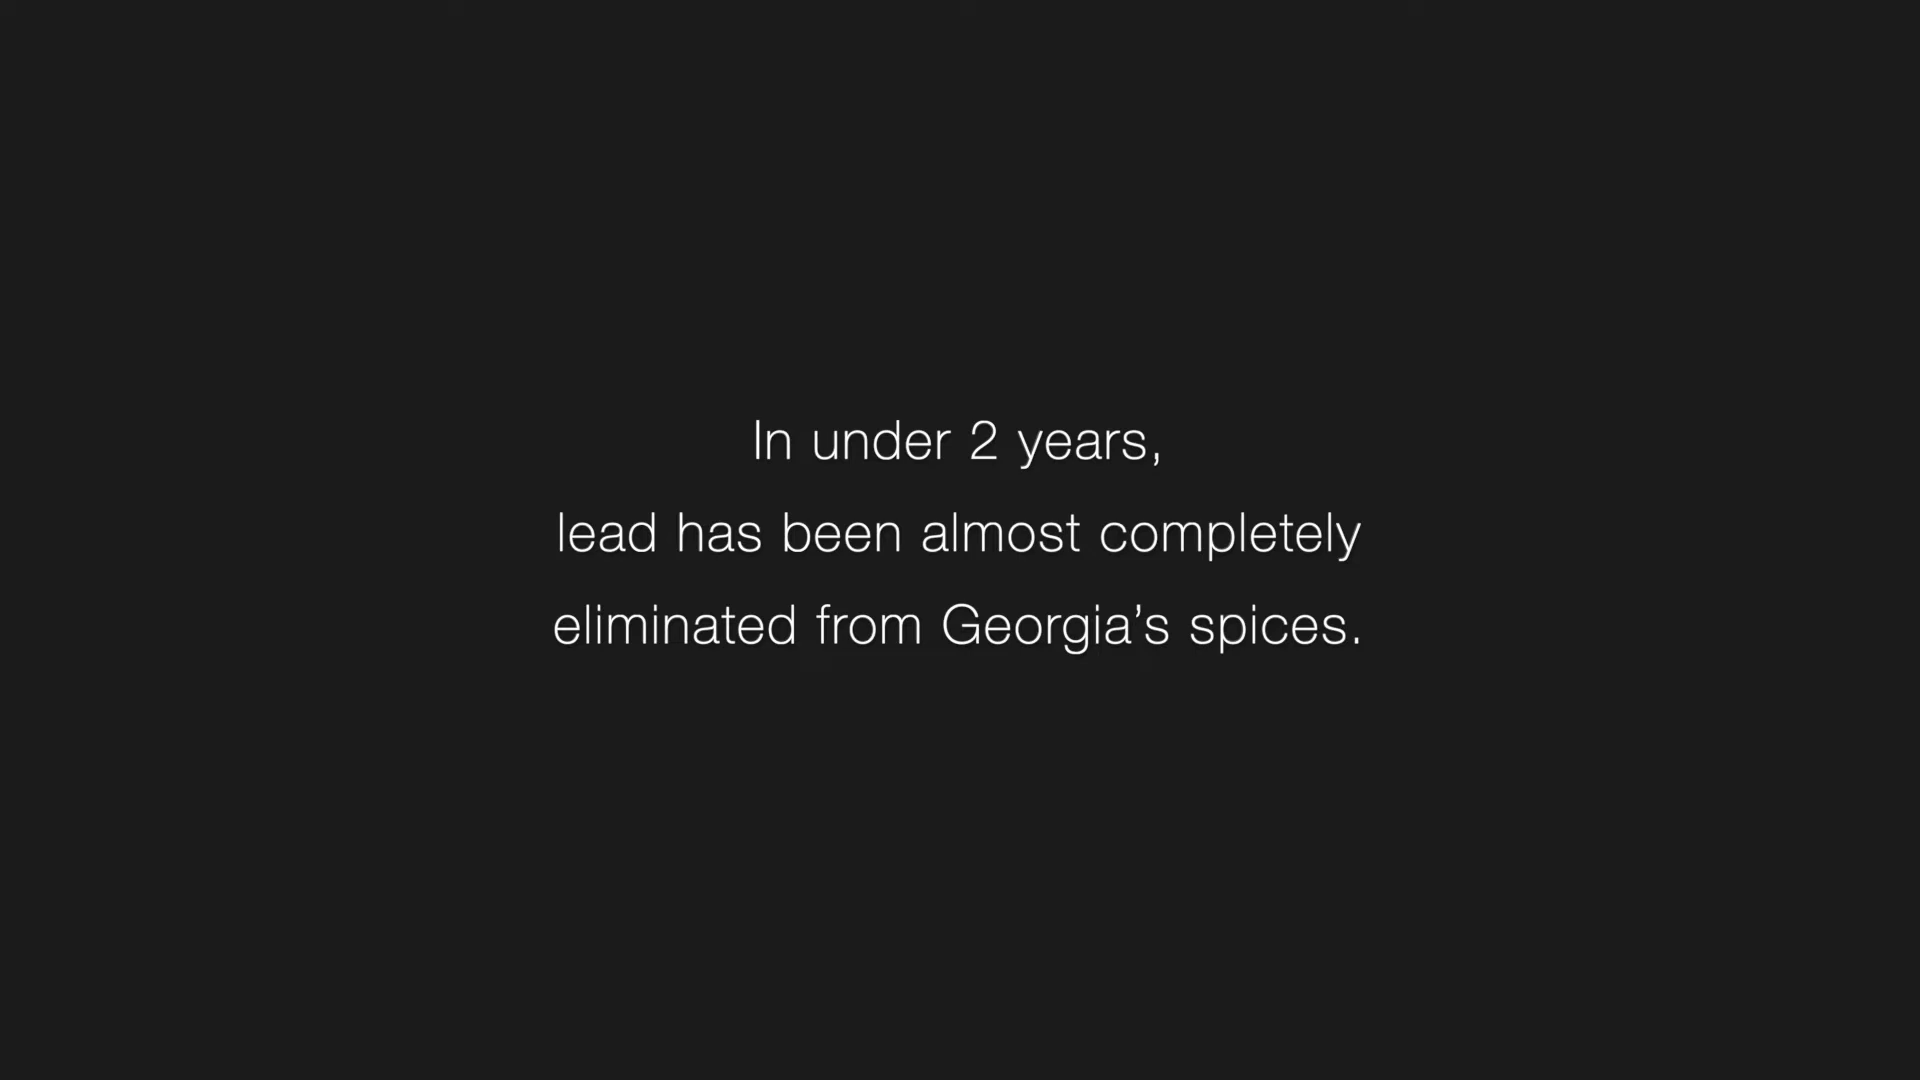 In under 2 years,
lead has been almost completely
eliminated from Georgia’s spices.